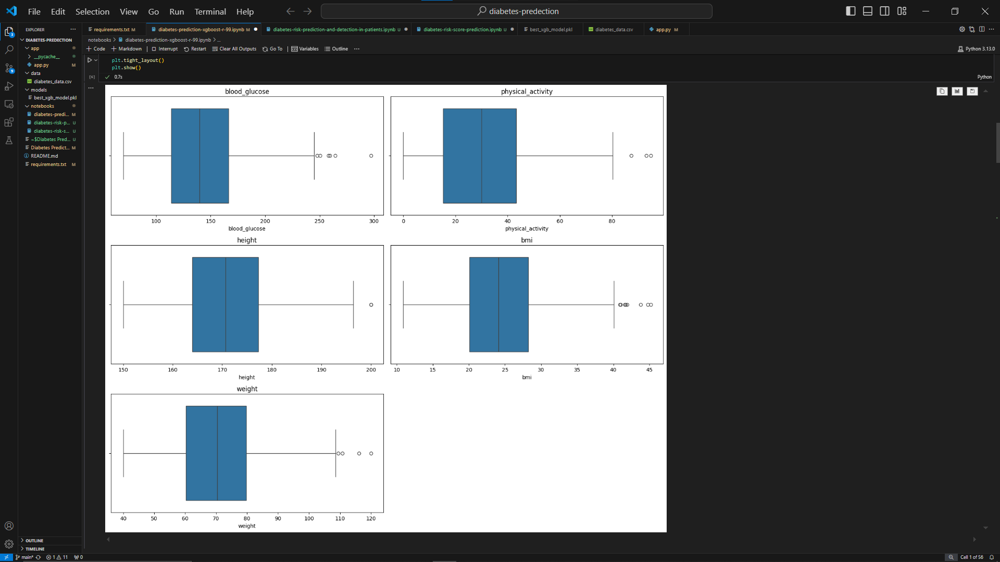 File Edit Selection View Go Run Terminal Help
diabetes-predection
EXPLORER
requirements.txt M
diabetes-prediction-xgboost-r-99.ipynb M
diabetes-risk-prediction-and-detection-in-patients.ipynb U
diabetes-risk-score-prediction.ipynb U
best_xgb_model.pkl
diabetes_data.csv
app.py M
DIABETES-PREDECTION
app
__pycache__
app.py M
data
diabetes_data.csv
models
best_xgb_model.pkl
notebooks
diabetes-predi... M
diabetes-risk-p... U
diabetes-risk-s... U
~$Diabetes Pred... U
Diabetes Predict... M
README.md
requirements.txt M
OUTLINE
TIMELINE
notebooks > diabetes-prediction-xgboost-r-99.ipynb > ...
+ Code + Markdown | Interrupt Restart Clear All Outputs Go To | Variables Outline ...
Python 3.13.0
plt.tight_layout()
plt.show()
[6] 0.7s
Python
blood_glucose
100 150 200 250 300
blood_glucose
physical_activity
0 20 40 60 80
physical_activity
height
150 160 170 180 190 200
height
bmi
10 15 20 25 30 35 40 45
bmi
weight
40 50 60 70 80 90 100 110 120
weight
3
9
main* 1 11 0
Cell 1 of 56